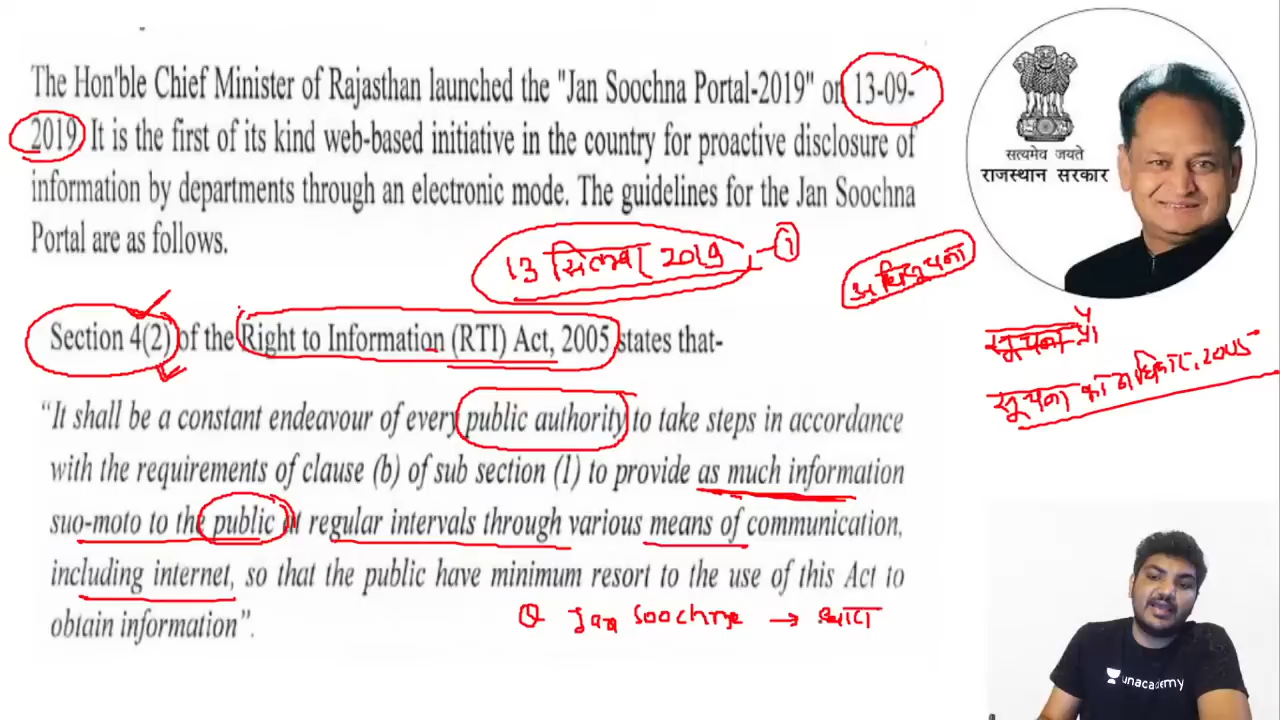 The Hon'ble Chief Minister of Rajasthan launched the "Jan Soochna Portal-2019" on 13-09-
2019. It is the first of its kind web-based initiative in the country for proactive disclosure of
information by departments through an electronic mode. The guidelines for the Jan Soochna
Portal are as follows.
सत्यमेव जयते
राजस्थान सरकार
13 सितम्बर 2019 - 1
अधिसूचना
Section 4(2) of the Right to Information (RTI) Act, 2005 states that-
सूचना
सूचना का अधिकार, 2005
"It shall be a constant endeavour of every public authority to take steps in accordance
with the requirements of clause (b) of sub section (1) to provide as much information
suo-moto to the public at regular intervals through various means of communication,
including internet, so that the public have minimum resort to the use of this Act to
obtain information".
Jan Soochna → धारा
unacademy